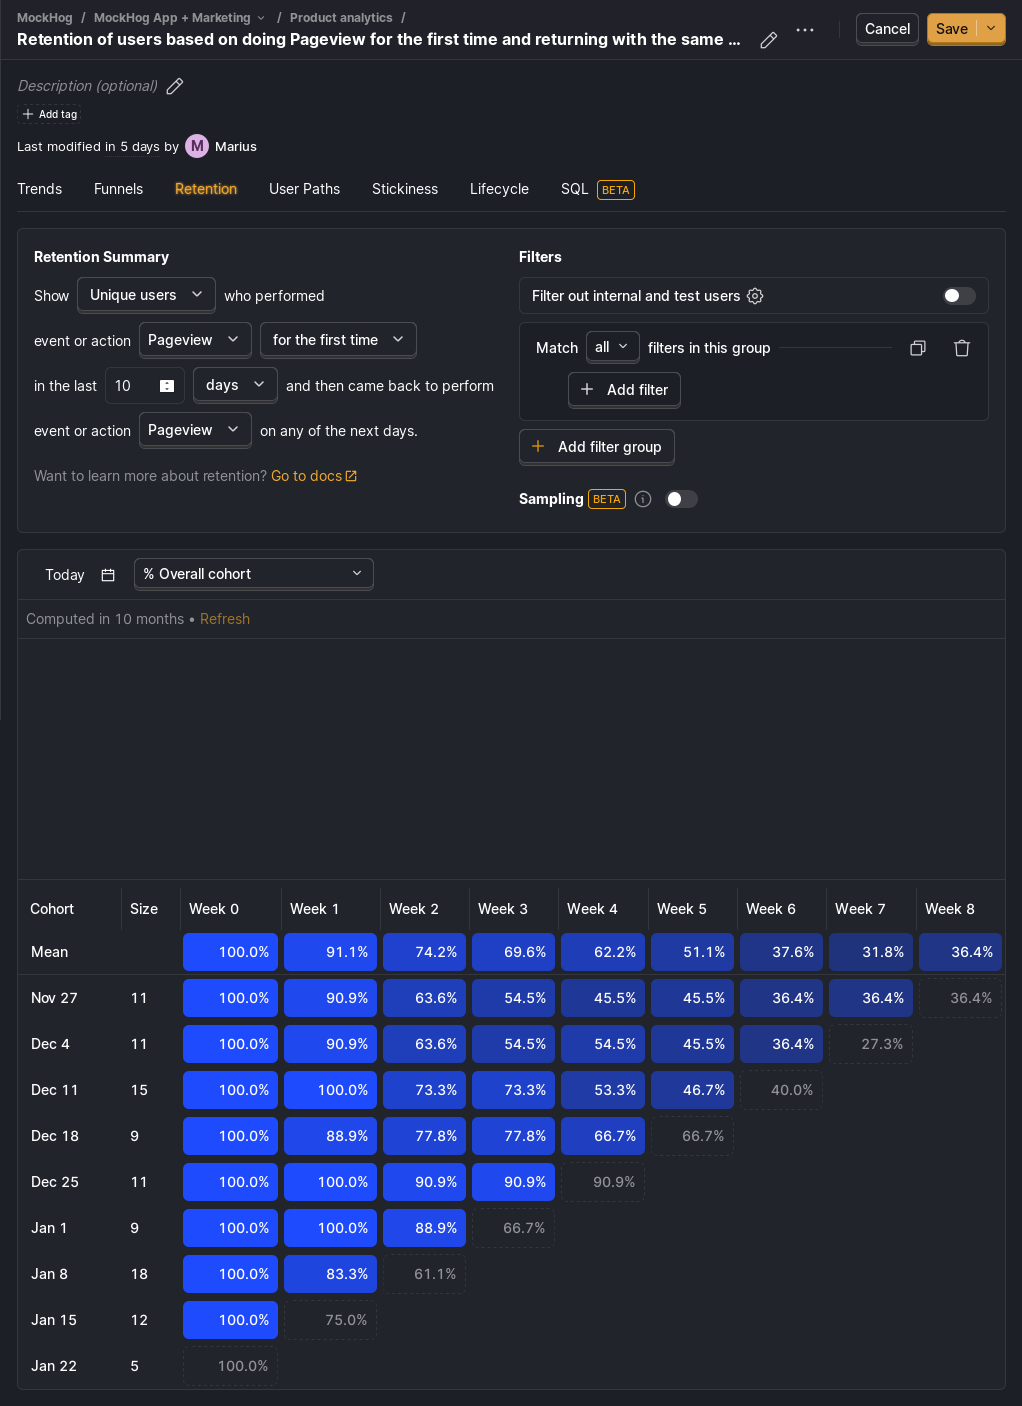 MockHog / MockHog App + Marketing / Product analytics /
Retention of users based on doing Pageview for the first time and returning with the same ...
Cancel
Save
Description (optional)
+ Add tag
Last modified in 5 days by M Marius
Trends Funnels Retention User Paths Stickiness Lifecycle SQL BETA
Retention Summary
Show Unique users who performed
event or action Pageview for the first time
in the last 10 days and then came back to perform
event or action Pageview on any of the next days.
Want to learn more about retention? Go to docs
Filters
Filter out internal and test users
Match all filters in this group
+ Add filter
+ Add filter group
Sampling BETA
Today % Overall cohort
Computed in 10 months • Refresh
Cohort Size Week 0 Week 1 Week 2 Week 3 Week 4 Week 5 Week 6 Week 7 Week 8
Mean 100.0% 91.1% 74.2% 69.6% 62.2% 51.1% 37.6% 31.8% 36.4%
Nov 27 11 100.0% 90.9% 63.6% 54.5% 45.5% 45.5% 36.4% 36.4% 36.4%
Dec 4 11 100.0% 90.9% 63.6% 54.5% 54.5% 45.5% 36.4% 27.3%
Dec 11 15 100.0% 100.0% 73.3% 73.3% 53.3% 46.7% 40.0%
Dec 18 9 100.0% 88.9% 77.8% 77.8% 66.7% 66.7%
Dec 25 11 100.0% 100.0% 90.9% 90.9% 90.9%
Jan 1 9 100.0% 100.0% 88.9% 66.7%
Jan 8 18 100.0% 83.3% 61.1%
Jan 15 12 100.0% 75.0%
Jan 22 5 100.0%